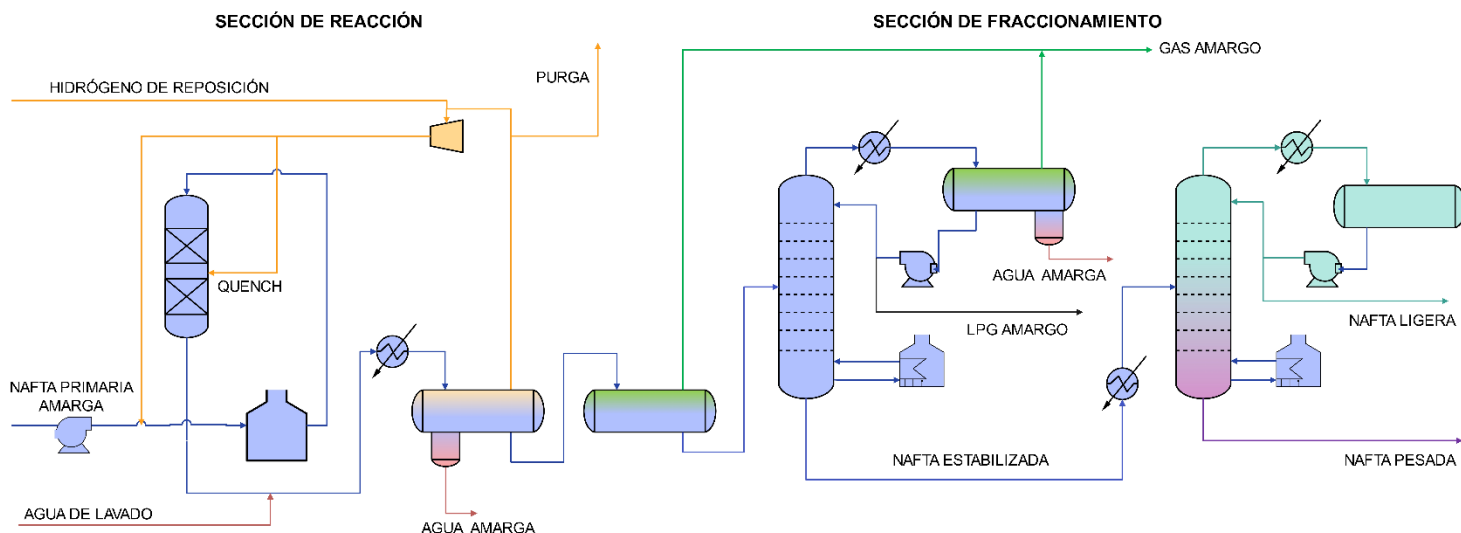 SECCIÓN DE REACCIÓN
SECCIÓN DE FRACCIONAMIENTO
GAS AMARGO
PURGA
HIDRÓGENO DE REPOSICIÓN
QUENCH
AGUA AMARGA
LPG AMARGO
NAFTA LIGERA
NAFTA PRIMARIA
AMARGA
NAFTA ESTABILIZADA
NAFTA PESADA
AGUA DE LAVADO
AGUA AMARGA